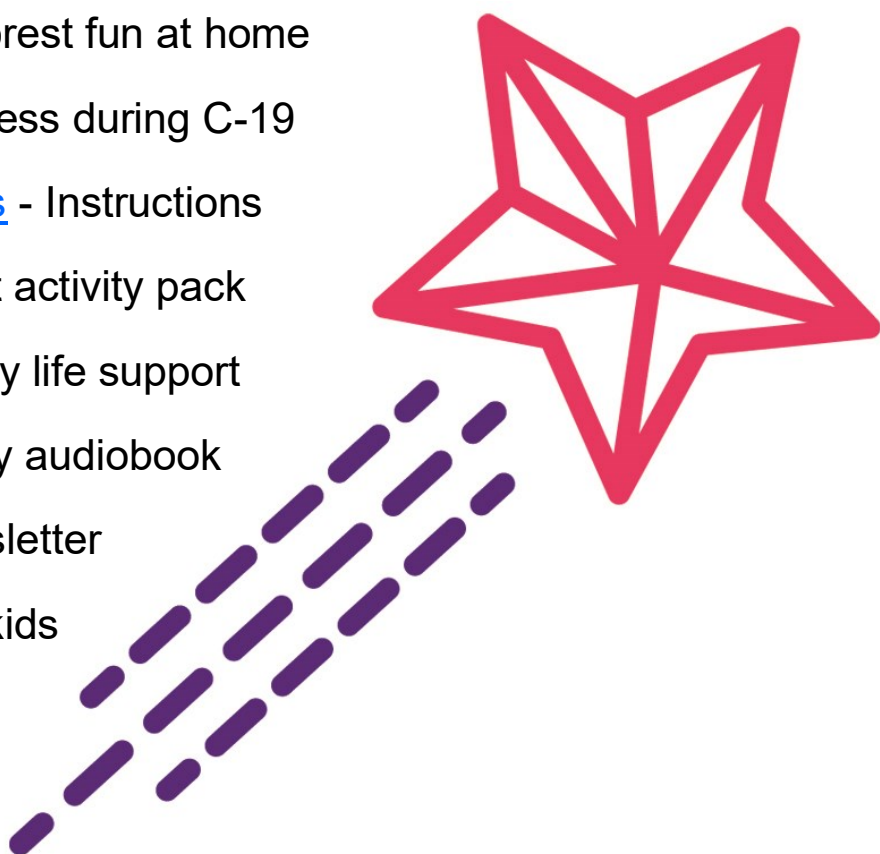 orest fun at home
ess during C-19
s - Instructions
t activity pack
y life support
y audiobook
sletter
kids